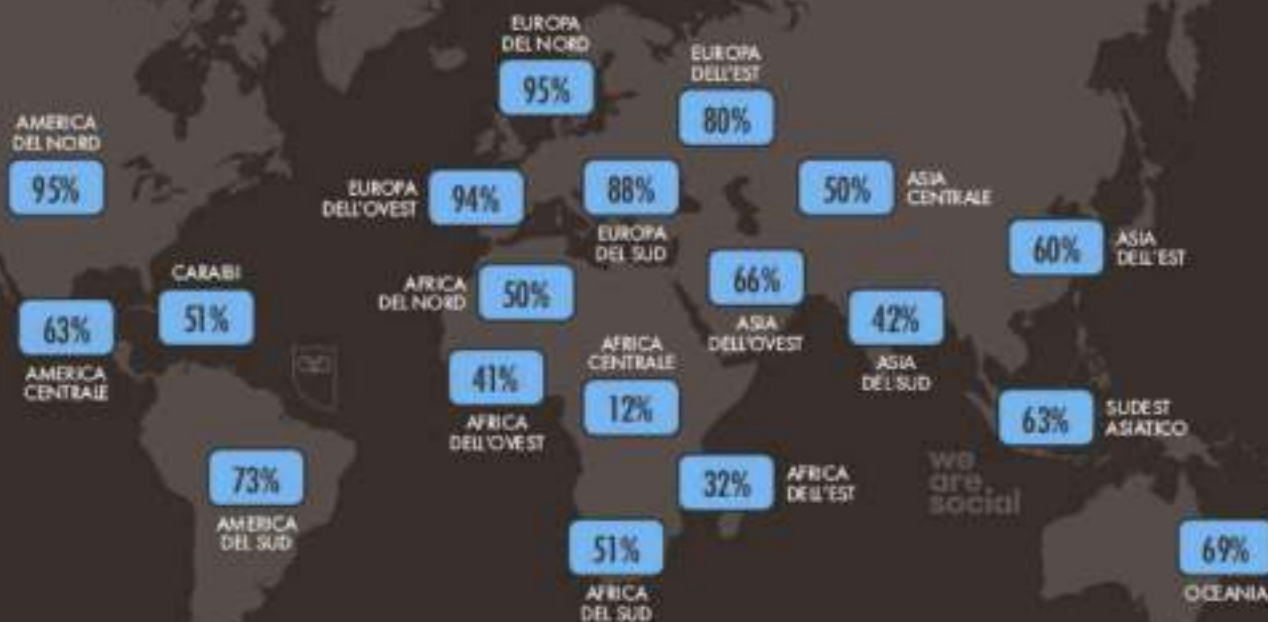 EUROPA
DEL NORD
95%
EUROPA
DELL'EST
80%
AMERICA
DEL NORD
95%
EUROPA
DELL'OVEST
94%
88%
EUROPA
DEL SUD
50%
ASIA
CENTRALE
60%
ASIA
DELL'EST
CARAIBI
51%
63%
AMERICA
CENTRALE
AFRICA
DEL NORD
50%
66%
ASIA
DELL'OVEST
42%
ASIA
DEL SUD
41%
AFRICA
DELL'OVEST
AFRICA
CENTRALE
12%
63%
SUDEST
ASIATICO
73%
AMERICA
DEL SUD
32%
AFRICA
DELL'EST
we
are
social
51%
AFRICA
DEL SUD
69%
OCEANIA